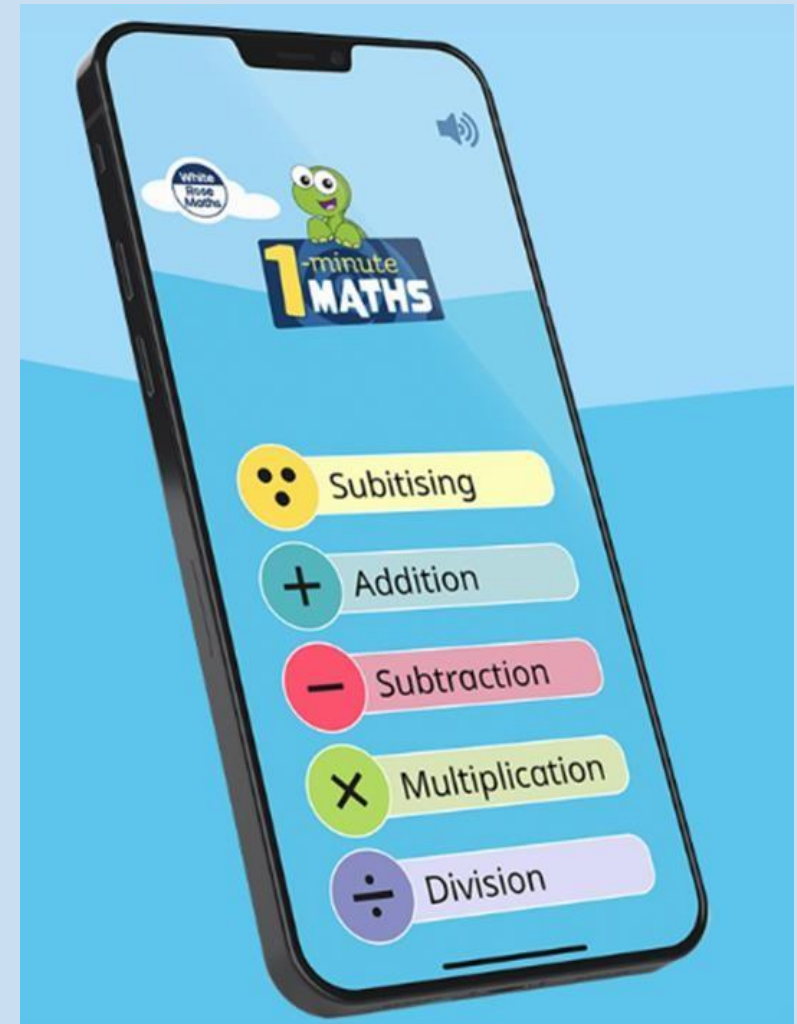 White
Rose
Maths
1-minute
MATHS
Subitising
Addition
Subtraction
Multiplication
Division